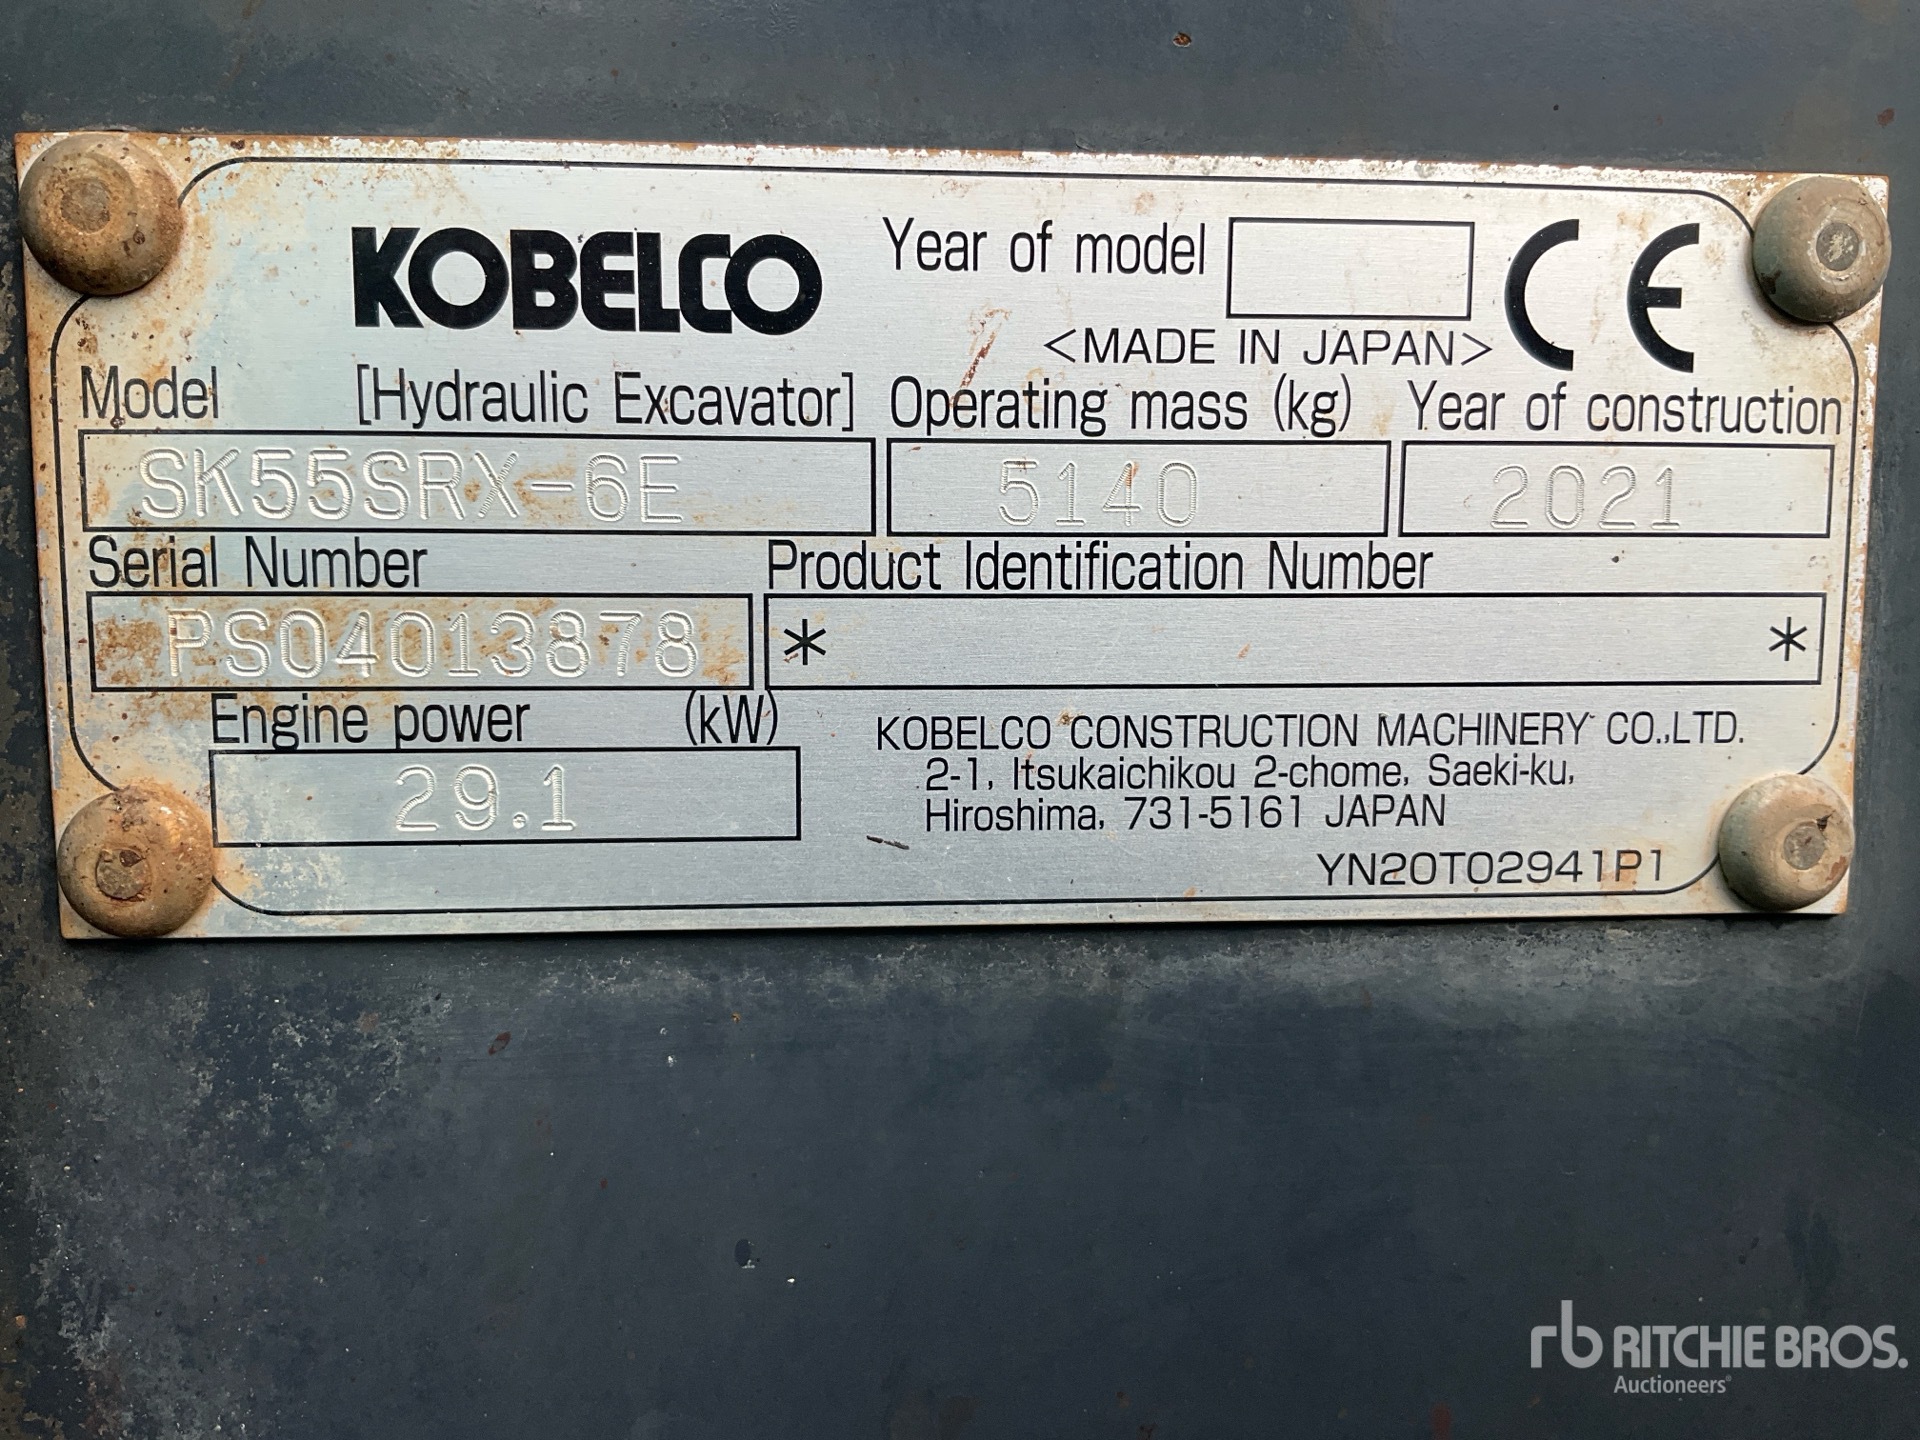 KOBELCO
Year of model
CE
<MADE IN JAPAN>
Model [Hydraulic Excavator] Operating mass (kg) Year of construction
SK55SRX-6E 5140 2021
Serial Number Product Identification Number
PS04013878 * *
Engine power (kW)
29.1
KOBELCO CONSTRUCTION MACHINERY CO.,LTD.
2-1, Itsukaichikou 2-chome, Saeki-ku,
Hiroshima, 731-5161 JAPAN
YN20T02941P1
rb RITCHIE BROS.
Auctioneers®